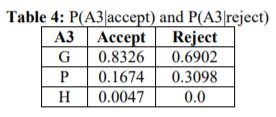 Table 4: P(A3|accept) and P(A3|reject)
A3 Accept Reject
G 0.8326 0.6902
P 0.1674 0.3098
H 0.0047 0.0